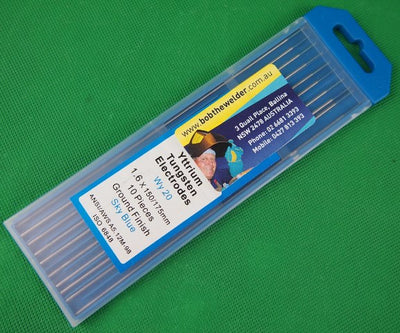 www.bobthewelder.com.au
3 Quail Place, Ballina
NSW 2478 AUSTRALIA
Phone: 02 6681 3393
Mobile: 0427 813 393
Yttrium
Tungsten
Electrodes
Wy 20
1.6 x 150/175mm
10 Pieces
Ground Finish
Sky Blue
ANSI/AWS A5.12M-98
ISO 6848